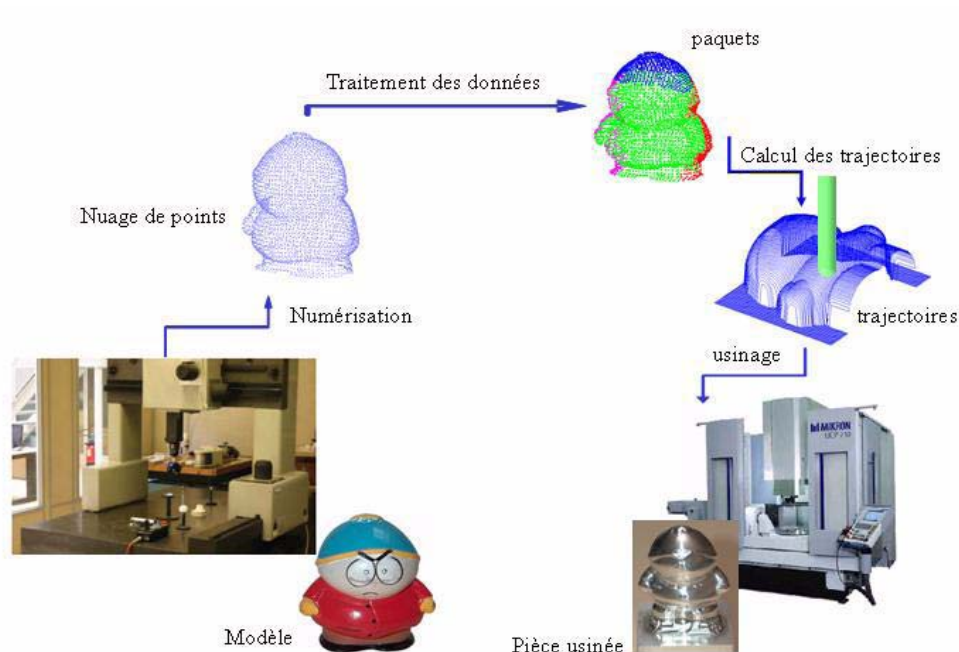 paquets
Traitement des données
Calcul des trajectoires
Nuage de points
Numérisation
trajectoires
usinage
MIKRON
Modèle
Pièce usinée